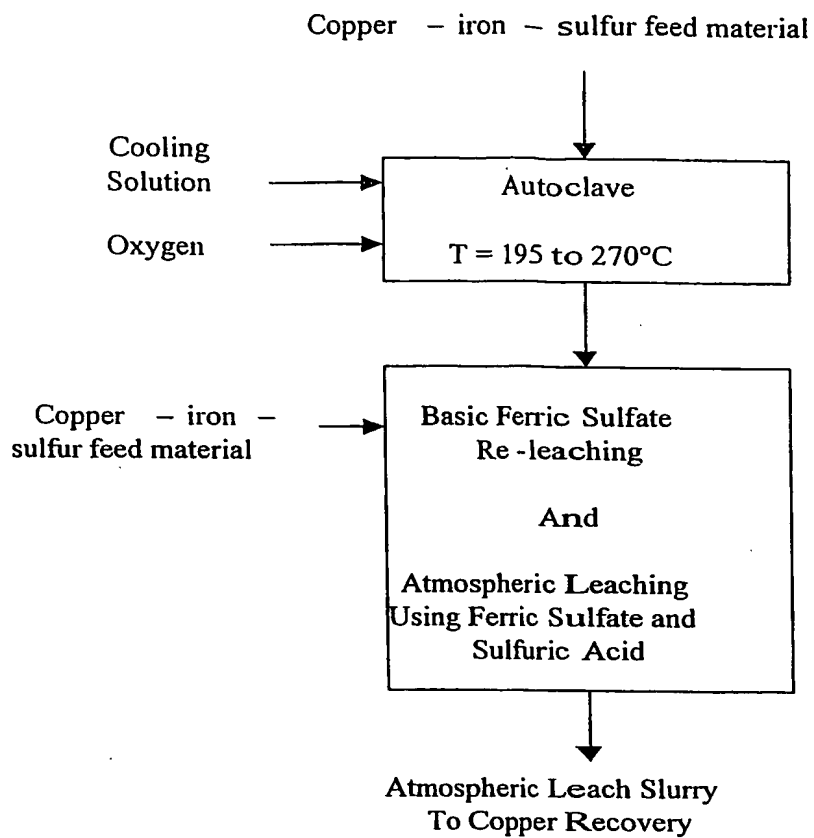 Copper – iron – sulfur feed material
Cooling
Solution
Autoclave
Oxygen
T = 195 to 270°C
Copper – iron –
sulfur feed material
Basic Ferric Sulfate
Re -leaching
And
Atmospheric Leaching
Using Ferric Sulfate and
Sulfuric Acid
Atmospheric Leach Slurry
To Copper Recovery